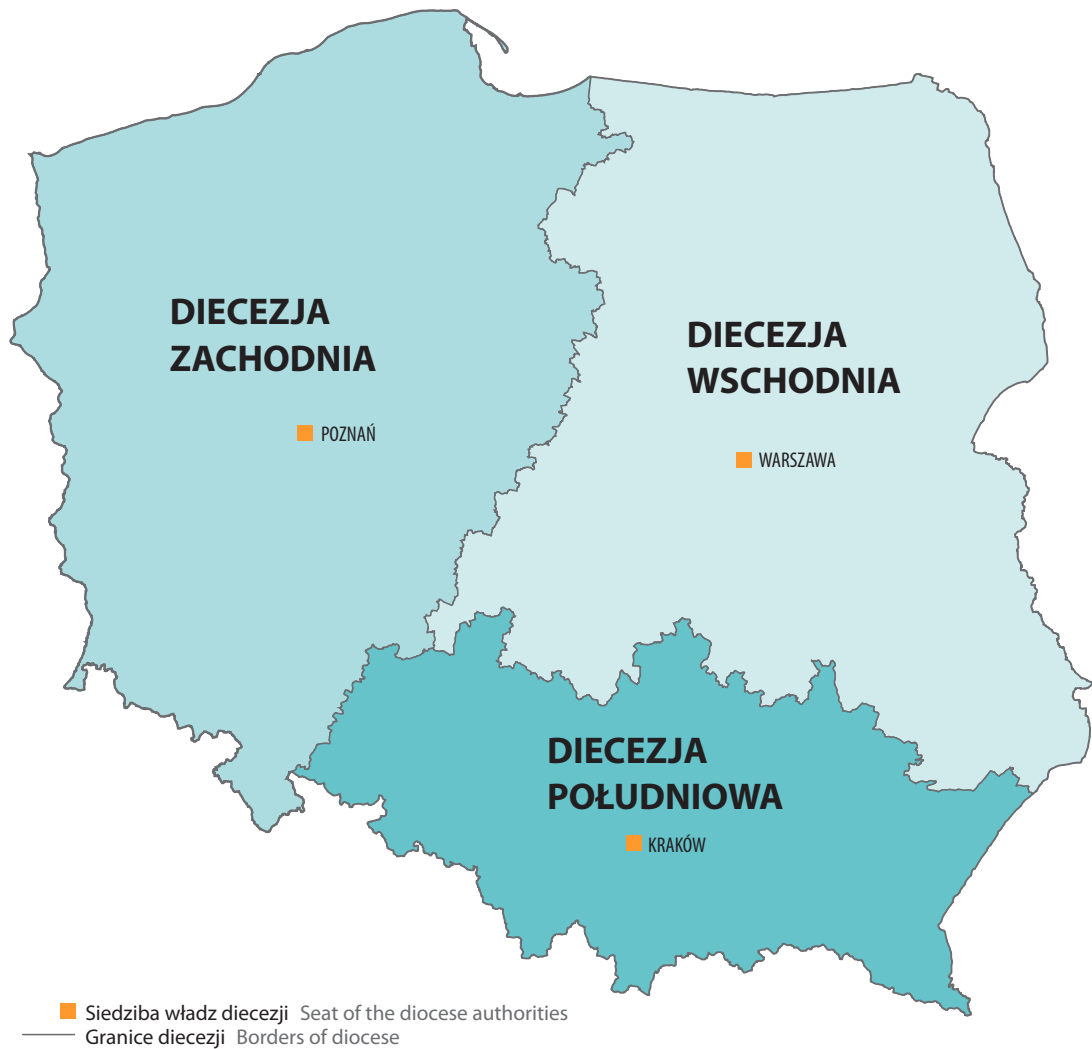 DIECEZJA
ZACHODNIA
POZNAŃ
DIECEZJA
WSCHODNIA
WARSZAWA
DIECEZJA
POŁUDNIOWA
KRAKÓW
Siedziba władz diecezji Seat of the diocese authorities
Granice diecezji Borders of diocese